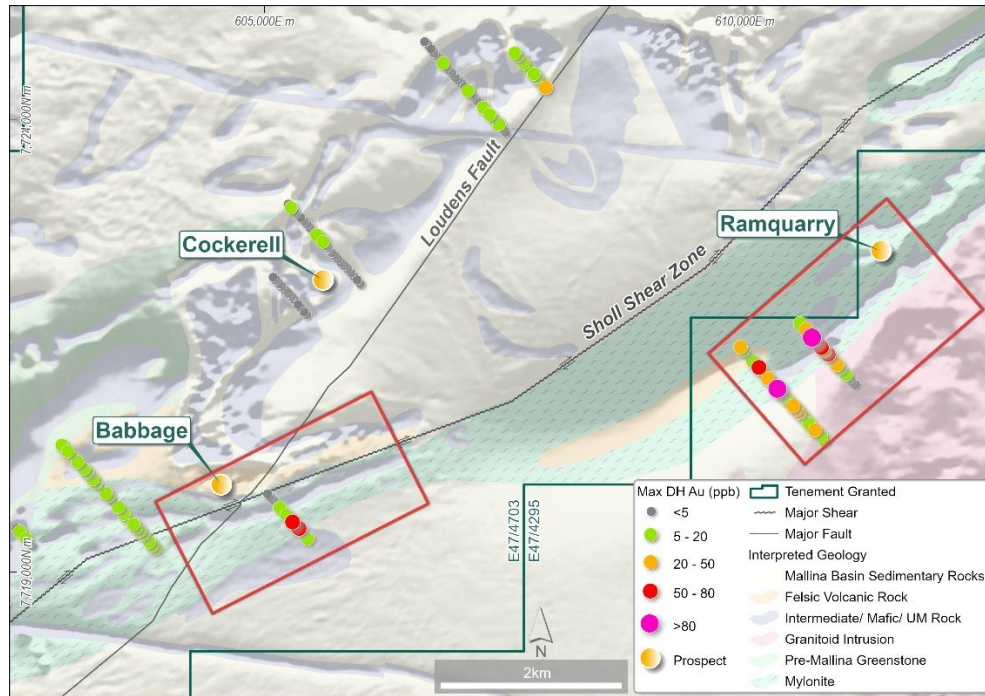 605,000E m
610,000E m
7,724,000N m
Loudens Fault
Cockerell
Ramquarry
Sholl Shear Zone
Babbage
7,719,000N m
E47/4703
E47/4295
N
2km
Max DH Au (ppb)
<5
5 - 20
20 - 50
50 - 80
>80
Prospect
Tenement Granted
Major Shear
Major Fault
Interpreted Geology
Mallina Basin Sedimentary Rocks
Felsic Volcanic Rock
Intermediate/ Mafic/ UM Rock
Granitoid Intrusion
Pre-Mallina Greenstone
Mylonite